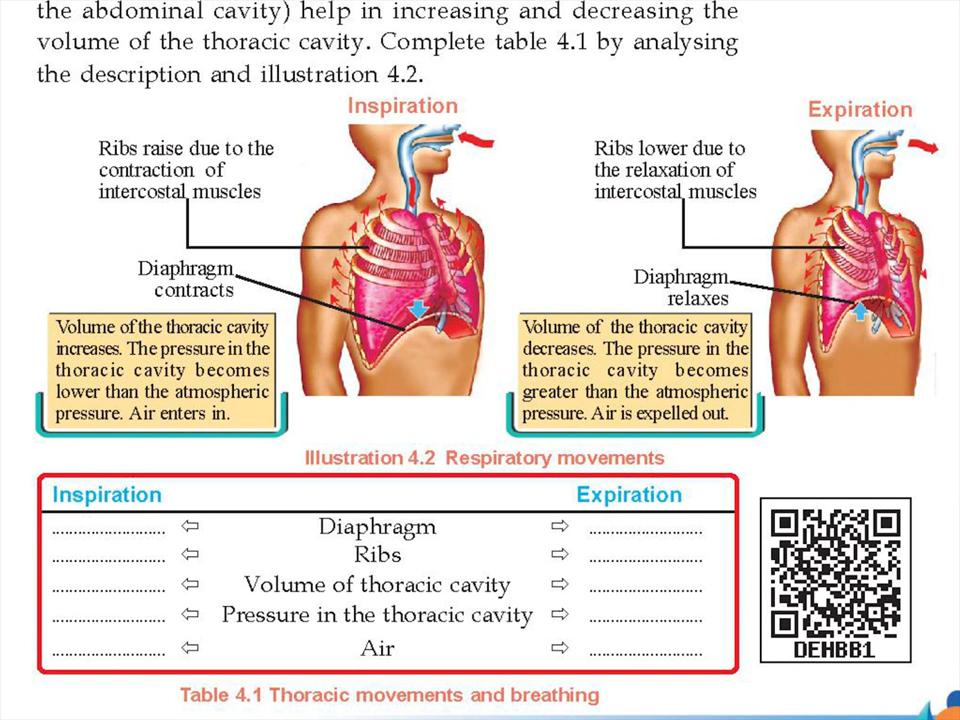 the abdominal cavity) help in increasing and decreasing the
volume of the thoracic cavity. Complete table 4.1 by analysing
the description and illustration 4.2.
Inspiration
Ribs raise due to the
contraction of
intercostal muscles
Diaphragm
contracts
Volume of the thoracic cavity
increases. The pressure in the
thoracic cavity becomes
lower than the atmospheric
pressure. Air enters in.
Expiration
Ribs lower due to
the relaxation of
intercostal muscles
Diaphragm
relaxes
Volume of the thoracic cavity
decreases. The pressure in the
thoracic cavity becomes
greater than the atmospheric
pressure. Air is expelled out.
Illustration 4.2 Respiratory movements
Inspiration Expiration
......................... ⇦ Diaphragm ⇨ .........................
......................... ⇦ Ribs ⇨ .........................
......................... ⇦ Volume of thoracic cavity ⇨ .........................
......................... ⇦ Pressure in the thoracic cavity ⇨ .........................
......................... ⇦ Air ⇨ .........................
DEHBB1
Table 4.1 Thoracic movements and breathing